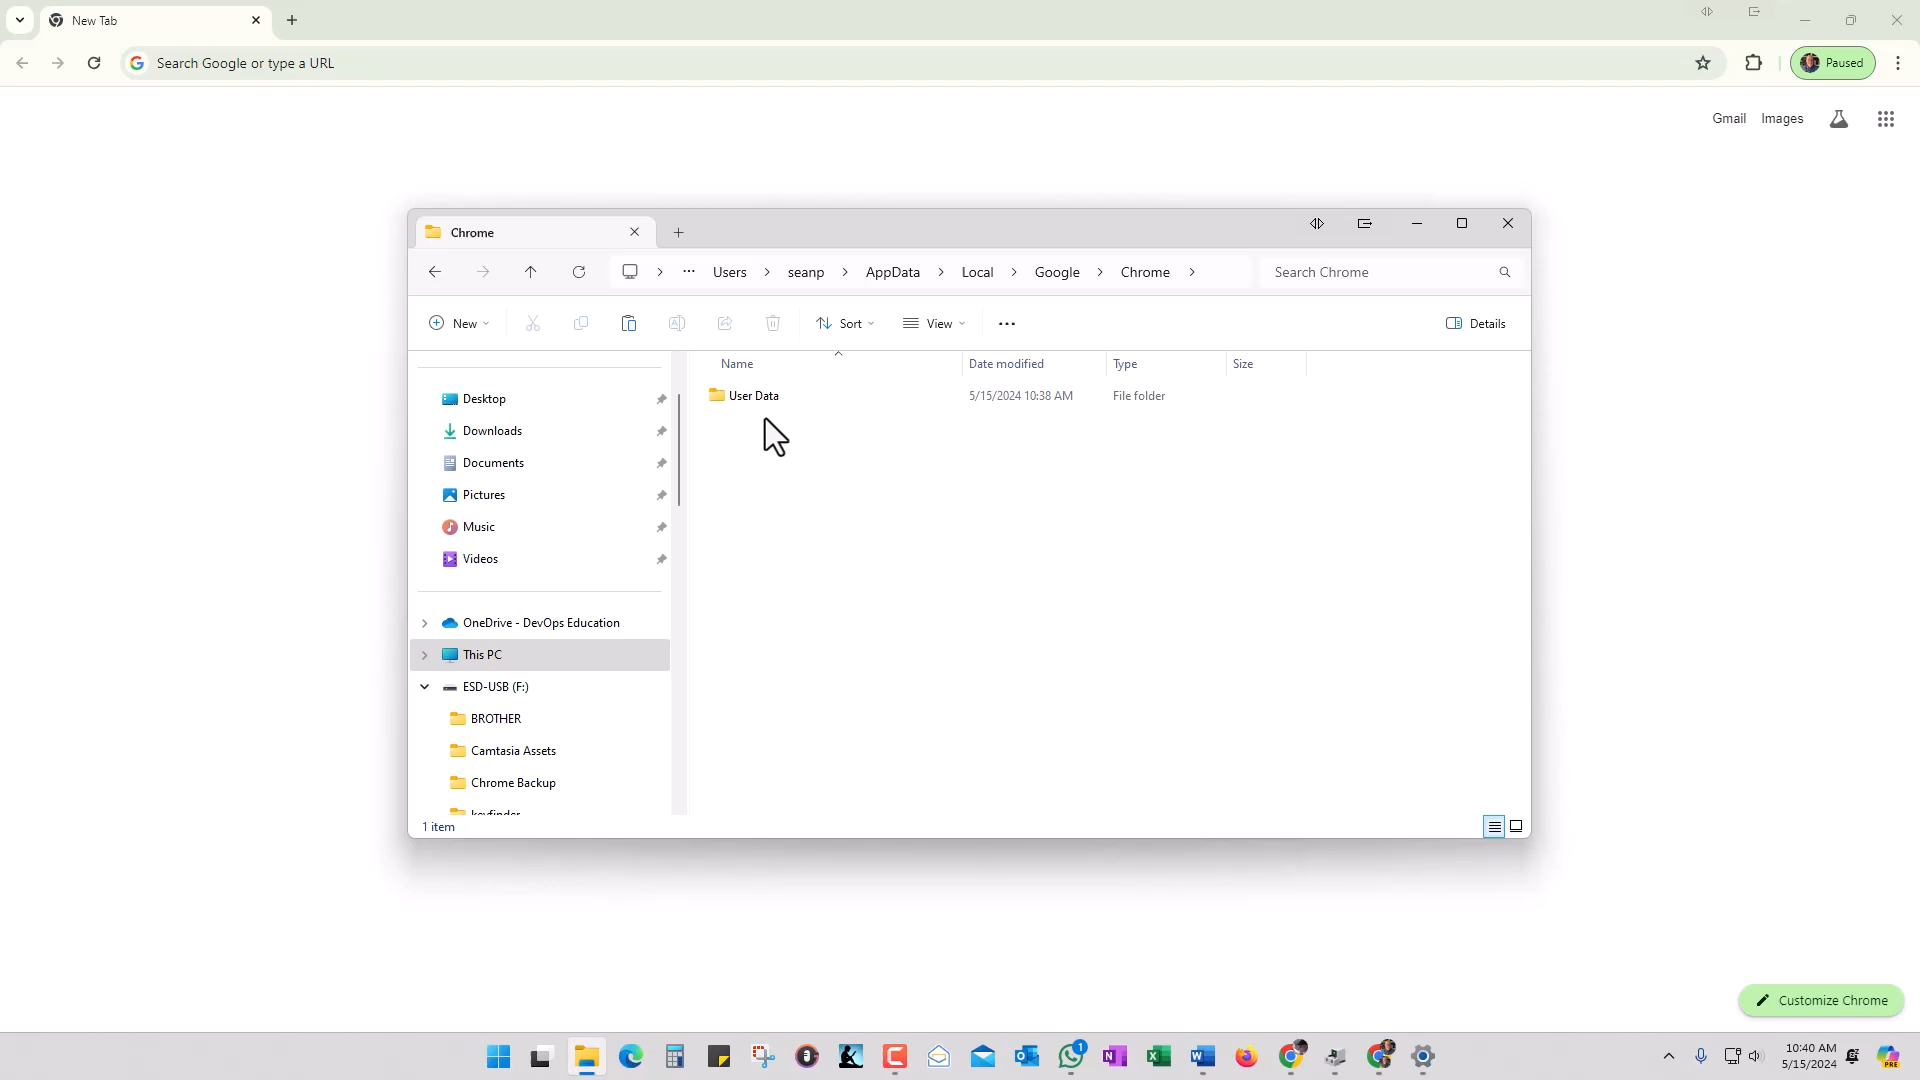 New Tab
Search Google or type a URL
Paused
Gmail Images
Chrome
Users seanp AppData Local Google Chrome
Search Chrome
New
Sort
View
Details
Name Date modified Type Size
User Data 5/15/2024 10:38 AM File folder
Desktop
Downloads
Documents
Pictures
Music
Videos
OneDrive - DevOps Education
This PC
ESD-USB (F:)
BROTHER
Camtasia Assets
Chrome Backup
1 item
Customize Chrome
1
10:40 AM
5/15/2024
PRE